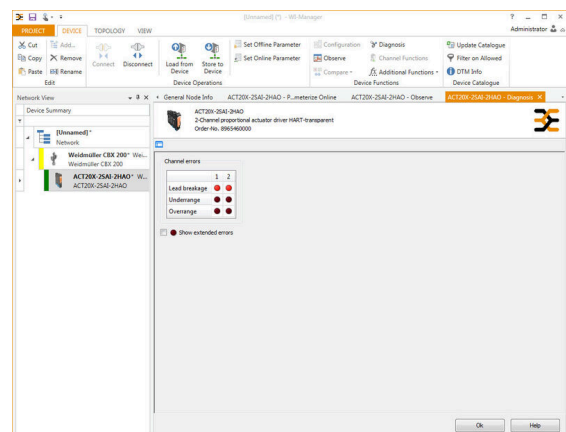 [Unnamed] (*) - WI-Manager
PROJECT DEVICE TOPOLOGY VIEW Administrator
Cut Add...
Copy Remove
Paste Rename
Connect Disconnect
Load from Device
Store to Device
Set Offline Parameter
Set Online Parameter
Configuration Diagnosis
Observe Channel Functions
Compare Additional Functions
Update Catalogue
Filter on Allowed
DTM Info
Edit Device Operations Device Functions Device Catalogue
Network View
General Node Info ACT20X-2SAI-2HAO - P...meterize Online ACT20X-2SAI-2HAO - Observe ACT20X-2SAI-2HAO - Diagnosis X
Device Summary
[Unnamed]*
Network
Weidmüller CBX 200* Wei...
Weidmüller CBX 200
ACT20X-2SAI-2HAO* W...
ACT20X-2SAI-2HAO
ACT20X-2SAI-2HAO
2-Channel proportional actuator driver HART-transparent
Order-No. 8965460000
Channel errors
1 2
Lead breakage
Underrange
Overrange
Show extended errors
Ok Help